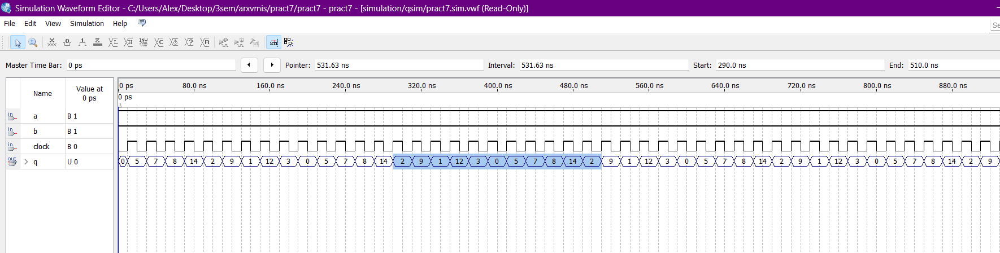 Simulation Waveform Editor - C:/Users/Alex/Desktop/3sem/arxvmis/pract7/pract7 - pract7 - [simulation/qsim/pract7.sim.vwf (Read-Only)]
File Edit View Simulation Help
Se
Master Time Bar: 0 ps Pointer: 531.63 ns Interval: 531.63 ns Start: 290.0 ns End: 510.0 ns
Name Value at 0 ps
0 ps 80.0 ns 160.0 ns 240.0 ns 320.0 ns 400.0 ns 480.0 ns 560.0 ns 640.0 ns 720.0 ns 800.0 ns 880.0 ns
0 ps
in a B 1
in b B 1
in clock B 0
out q U 0 0 5 7 8 14 2 9 1 12 3 0 5 7 8 14 2 9 1 12 3 0 5 7 8 14 2 9 1 12 3 0 5 7 8 14 2 9 1 12 3 0 5 7 8 14 2 9